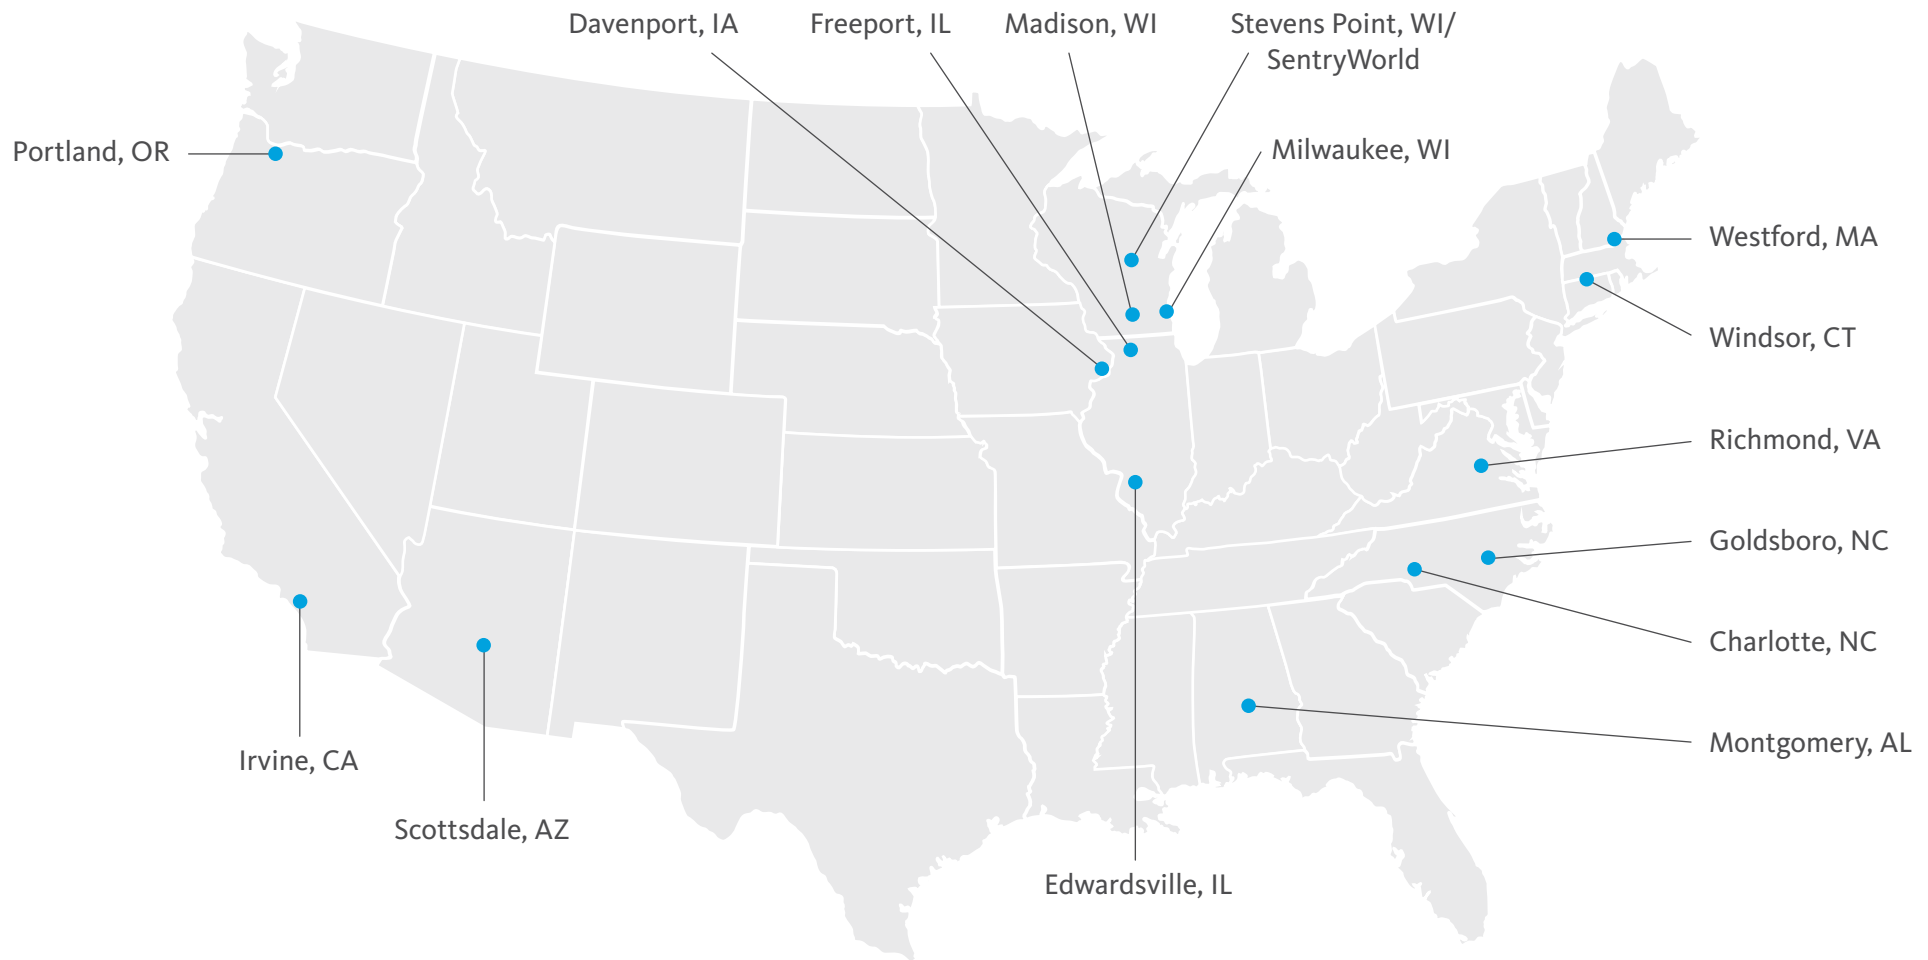 Davenport, IA
Freeport, IL
Madison, WI
Stevens Point, WI/
SentryWorld
Portland, OR
Milwaukee, WI
Westford, MA
Windsor, CT
Richmond, VA
Goldsboro, NC
Charlotte, NC
Montgomery, AL
Irvine, CA
Scottsdale, AZ
Edwardsville, IL